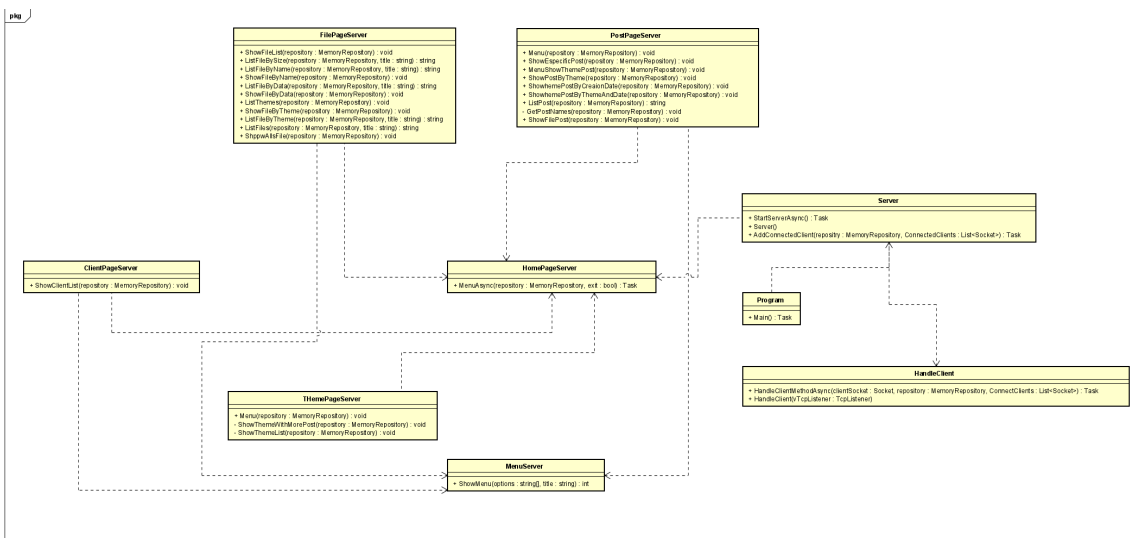 pkg
FilePageServer
+ ShowFileList(repository : MemoryRepository) : void
+ ListFileBySize(repository : MemoryRepository, title : string) : string
+ ListFileByName(repository : MemoryRepository, title : string) : string
+ ShowFileByName(repository : MemoryRepository) : void
+ ListFileByData(repository : MemoryRepository, title : string) : string
+ ShowFileByData(repository : MemoryRepository) : void
+ ListThemes(repository : MemoryRepository) : void
+ ShowFileByTheme(repository : MemoryRepository) : void
+ ListFileByTheme(repository : MemoryRepository, title : string) : string
+ ListFiles(repository : MemoryRepository, title : string) : string
+ ShppwAllsFile(repository : MemoryRepository) : void
PostPageServer
+ Menu(repository : MemoryRepository) : void
+ ShowEspecificPost(repository : MemoryRepository) : void
+ MenuShowThemePost(repository : MemoryRepository) : void
+ ShowPostByTheme(repository : MemoryRepository) : void
+ ShowhemePostByCreaionDate(repository : MemoryRepository) : void
+ ShowhemePostByThemeAndDate(repository : MemoryRepository) : void
+ ListPost(repository : MemoryRepository) : string
- GetPostNames(repository : MemoryRepository) : void
+ ShowFilePost(repository : MemoryRepository) : void
Server
+ StartServerAsync() : Task
+ Server()
+ AddConnectedClient(repositry : MemoryRepository, ConnectedClients : List<Socket>) : Task
ClientPageServer
+ ShowClientList(repository : MemoryRepository) : void
HomePageServer
+ MenuAsync(repository : MemoryRepository, exit : bool) : Task
Program
+ Main() : Task
HandleClient
+ HandleClientMethodAsync(clientSocket : Socket, repository : MemoryRepository, ConnectClients : List<Socket>) : Task
+ HandleClient(vTcpListener : TcpListener)
THemePageServer
+ Menu(repository : MemoryRepository) : void
- ShowThemeWithMorePost(repository : MemoryRepository) : void
- ShowThemeList(repository : MemoryRepository) : void
MenuServer
+ ShowMenu(options : string[], title : string) : int